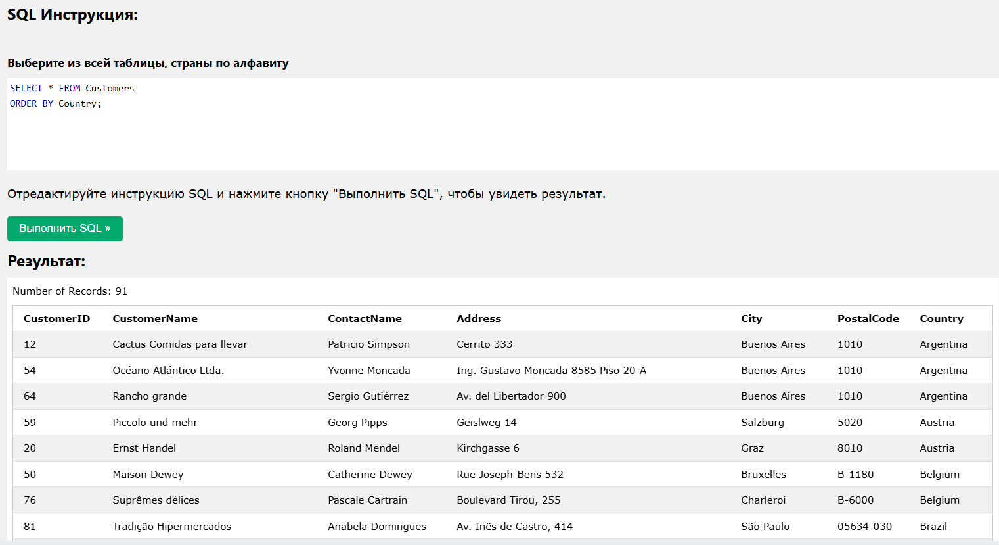 SQL Инструкция:
Выберите из всей таблицы, страны по алфавиту
SELECT * FROM Customers
ORDER BY Country;
Отредактируйте инструкцию SQL и нажмите кнопку "Выполнить SQL", чтобы увидеть результат.
Выполнить SQL »
Результат:
Number of Records: 91
CustomerID CustomerName ContactName Address City PostalCode Country
12 Cactus Comidas para llevar Patricio Simpson Cerrito 333 Buenos Aires 1010 Argentina
54 Océano Atlántico Ltda. Yvonne Moncada Ing. Gustavo Moncada 8585 Piso 20-A Buenos Aires 1010 Argentina
64 Rancho grande Sergio Gutiérrez Av. del Libertador 900 Buenos Aires 1010 Argentina
59 Piccolo und mehr Georg Pipps Geislweg 14 Salzburg 5020 Austria
20 Ernst Handel Roland Mendel Kirchgasse 6 Graz 8010 Austria
50 Maison Dewey Catherine Dewey Rue Joseph-Bens 532 Bruxelles B-1180 Belgium
76 Suprêmes délices Pascale Cartrain Boulevard Tirou, 255 Charleroi B-6000 Belgium
81 Tradição Hipermercados Anabela Domingues Av. Inês de Castro, 414 São Paulo 05634-030 Brazil